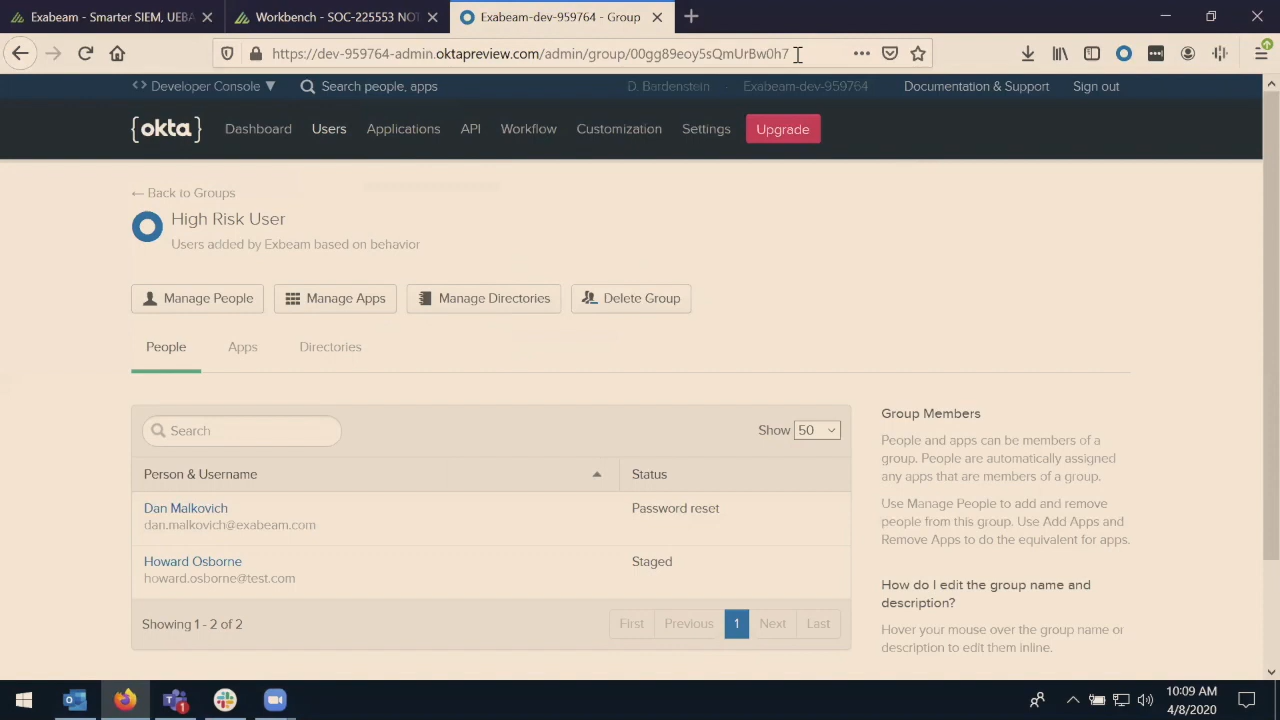 Exabeam - Smarter SIEM, UEBA
Workbench - SOC-225553 NOT
Exabeam-dev-959764 - Group
https://dev-959764-admin.oktapreview.com/admin/group/00gg89eoy5sQmUrBw0h7
Developer Console
Search people, apps
D. Bardenstein - Exabeam-dev-959764
Documentation & Support
Sign out
{okta}
Dashboard
Users
Applications
API
Workflow
Customization
Settings
Upgrade
← Back to Groups
High Risk User
Users added by Exbeam based on behavior
Manage People
Manage Apps
Manage Directories
Delete Group
People
Apps
Directories
Search
Show 50
Person & Username
Status
Dan Malkovich
Password reset
dan.malkovich@exabeam.com
Howard Osborne
Staged
howard.osborne@test.com
Showing 1 - 2 of 2
First
Previous
1
Next
Last
Group Members
People and apps can be members of a
group. People are automatically assigned
any apps that are members of a group.
Use Manage People to add and remove
people from this group. Use Add Apps and
Remove Apps to do the equivalent for apps.
How do I edit the group name and
description?
Hover your mouse over the group name or
description to edit them inline.
10:09 AM
4/8/2020